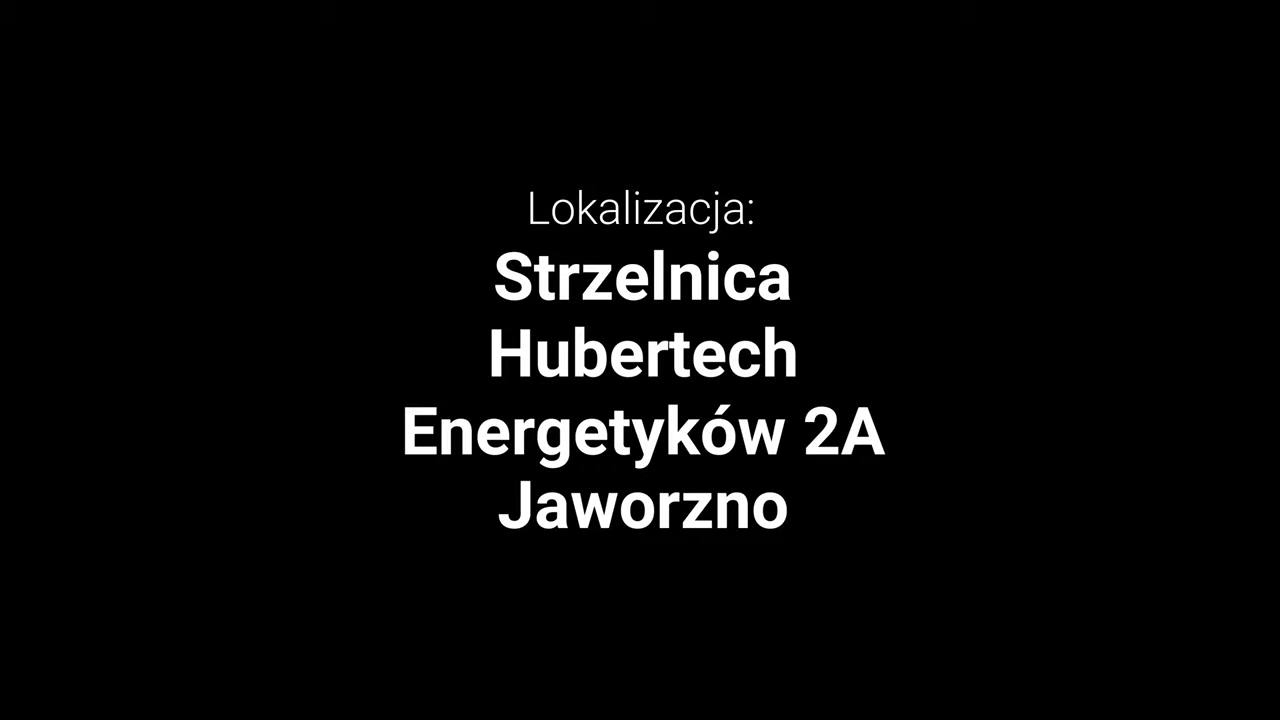 Lokalizacja:
Strzelnica
Hubertech
Energetyków 2A
Jaworzno